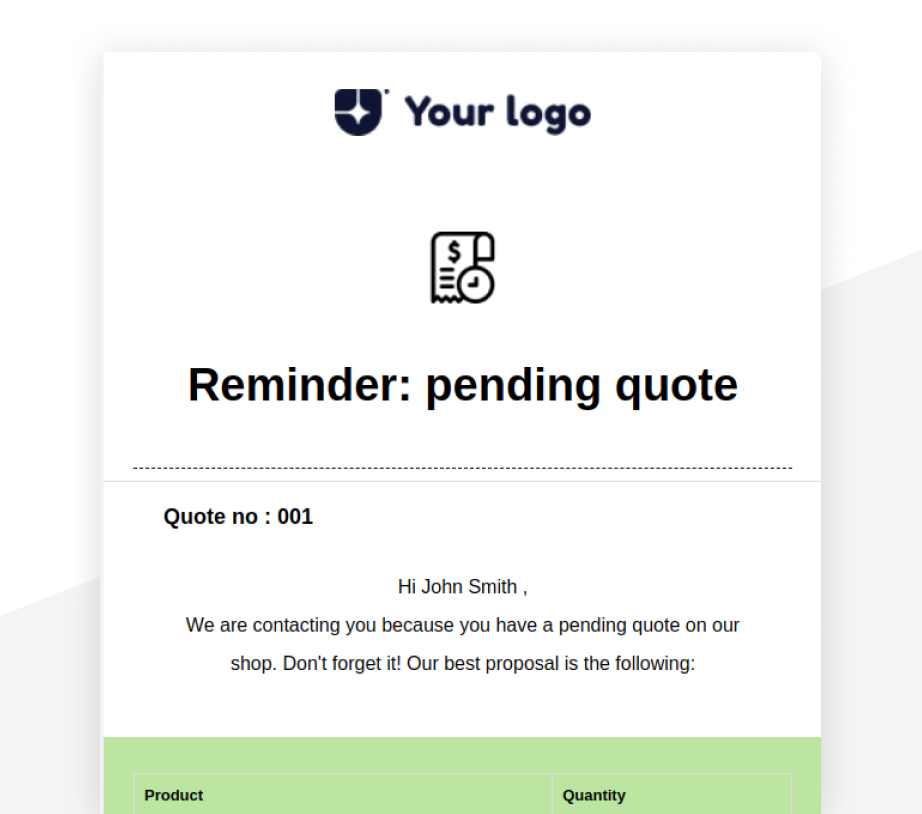 Your logo
$
Reminder: pending quote
Quote no : 001
Hi John Smith ,
We are contacting you because you have a pending quote on our
shop. Don't forget it! Our best proposal is the following:
Product Quantity